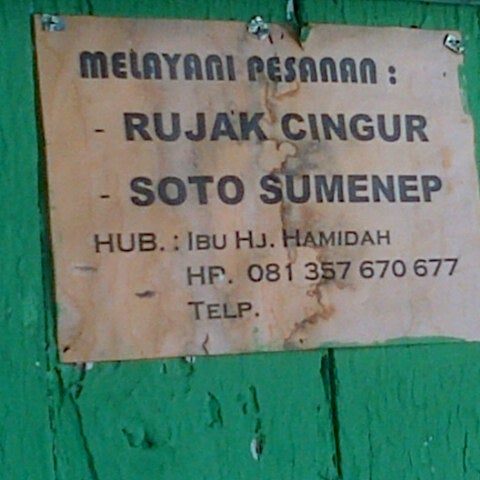 MELAYANI PESANAN :
- RUJAK CINGUR
- SOTO SUMENEP
HUB. : IBU HJ. HAMIDAH
HP. 081 357 670 677
TELP.